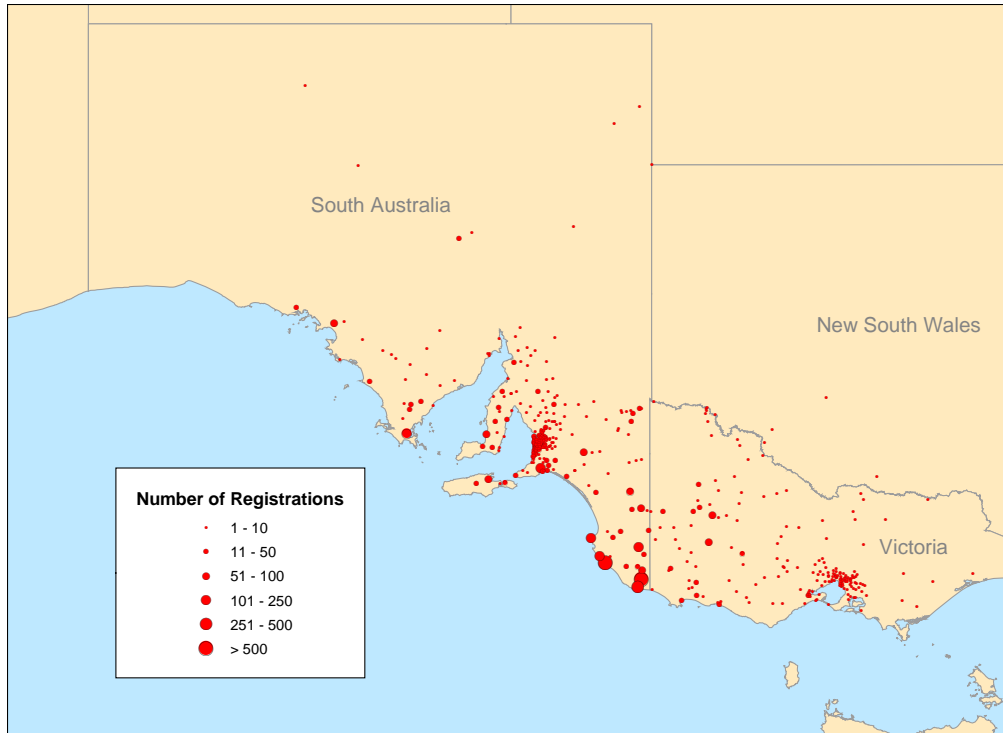 South Australia
New South Wales
Number of Registrations
1 - 10
11 - 50
51 - 100
101 - 250
251 - 500
> 500
Victoria